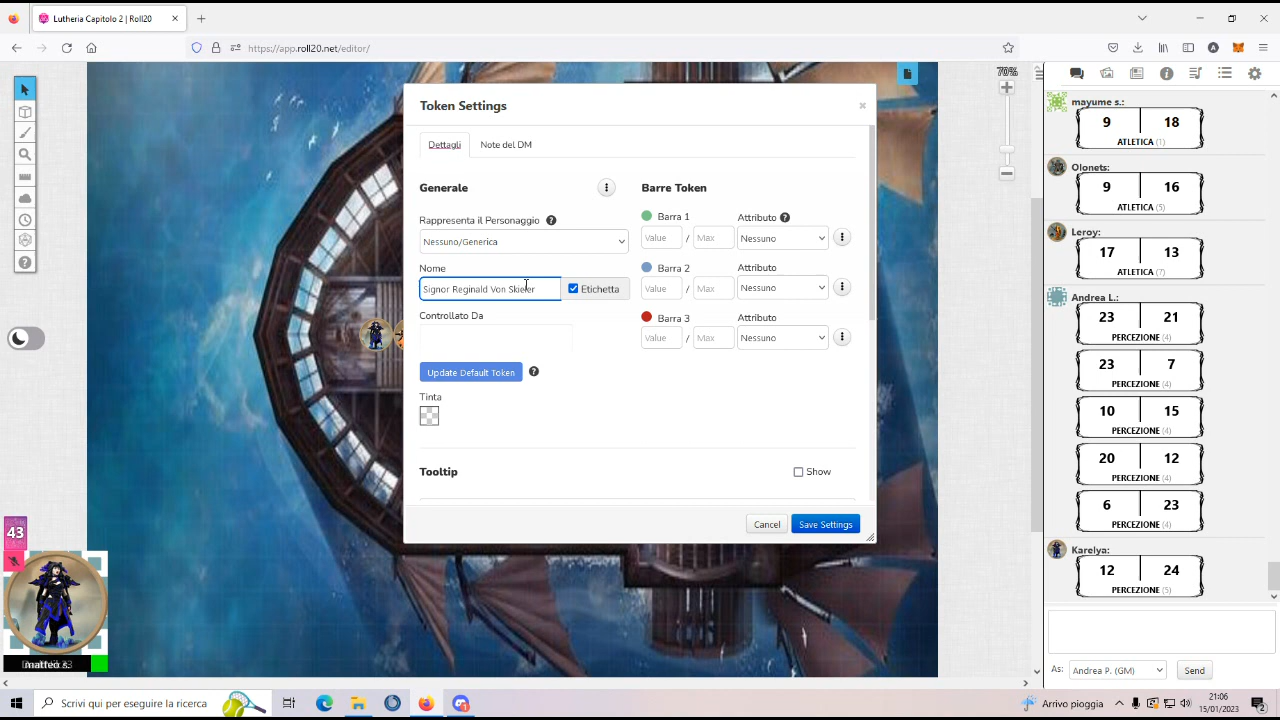 Lutheria Capitolo 2 | Roll20
https://app.roll20.net/editor/
70%
Token Settings
Dettagli
Note del DM
Generale
Rappresenta il Personaggio
Nessuno/Generica
Nome
Signor Reginald Von Skieler
Etichetta
Controllato Da
Update Default Token
Tinta
Barre Token
Barra 1
Attributo
Value / Max
Nessuno
Barra 2
Attributo
Value / Max
Nessuno
Barra 3
Attributo
Value / Max
Nessuno
Tooltip
Show
Cancel
Save Settings
43
mayume s.:
9 18
ATLETICA (1)
Olonets:
9 16
ATLETICA (5)
Leroy:
17 13
ATLETICA (7)
Andrea L.:
23 21
PERCEZIONE (4)
23 7
PERCEZIONE (4)
10 15
PERCEZIONE (4)
20 12
PERCEZIONE (4)
6 23
PERCEZIONE (4)
Karelya:
12 24
PERCEZIONE (5)
As:
Andrea P. (GM)
Send
matteo s.
Scrivi qui per eseguire la ricerca
Arrivo pioggia
21:06
15/01/2023
2